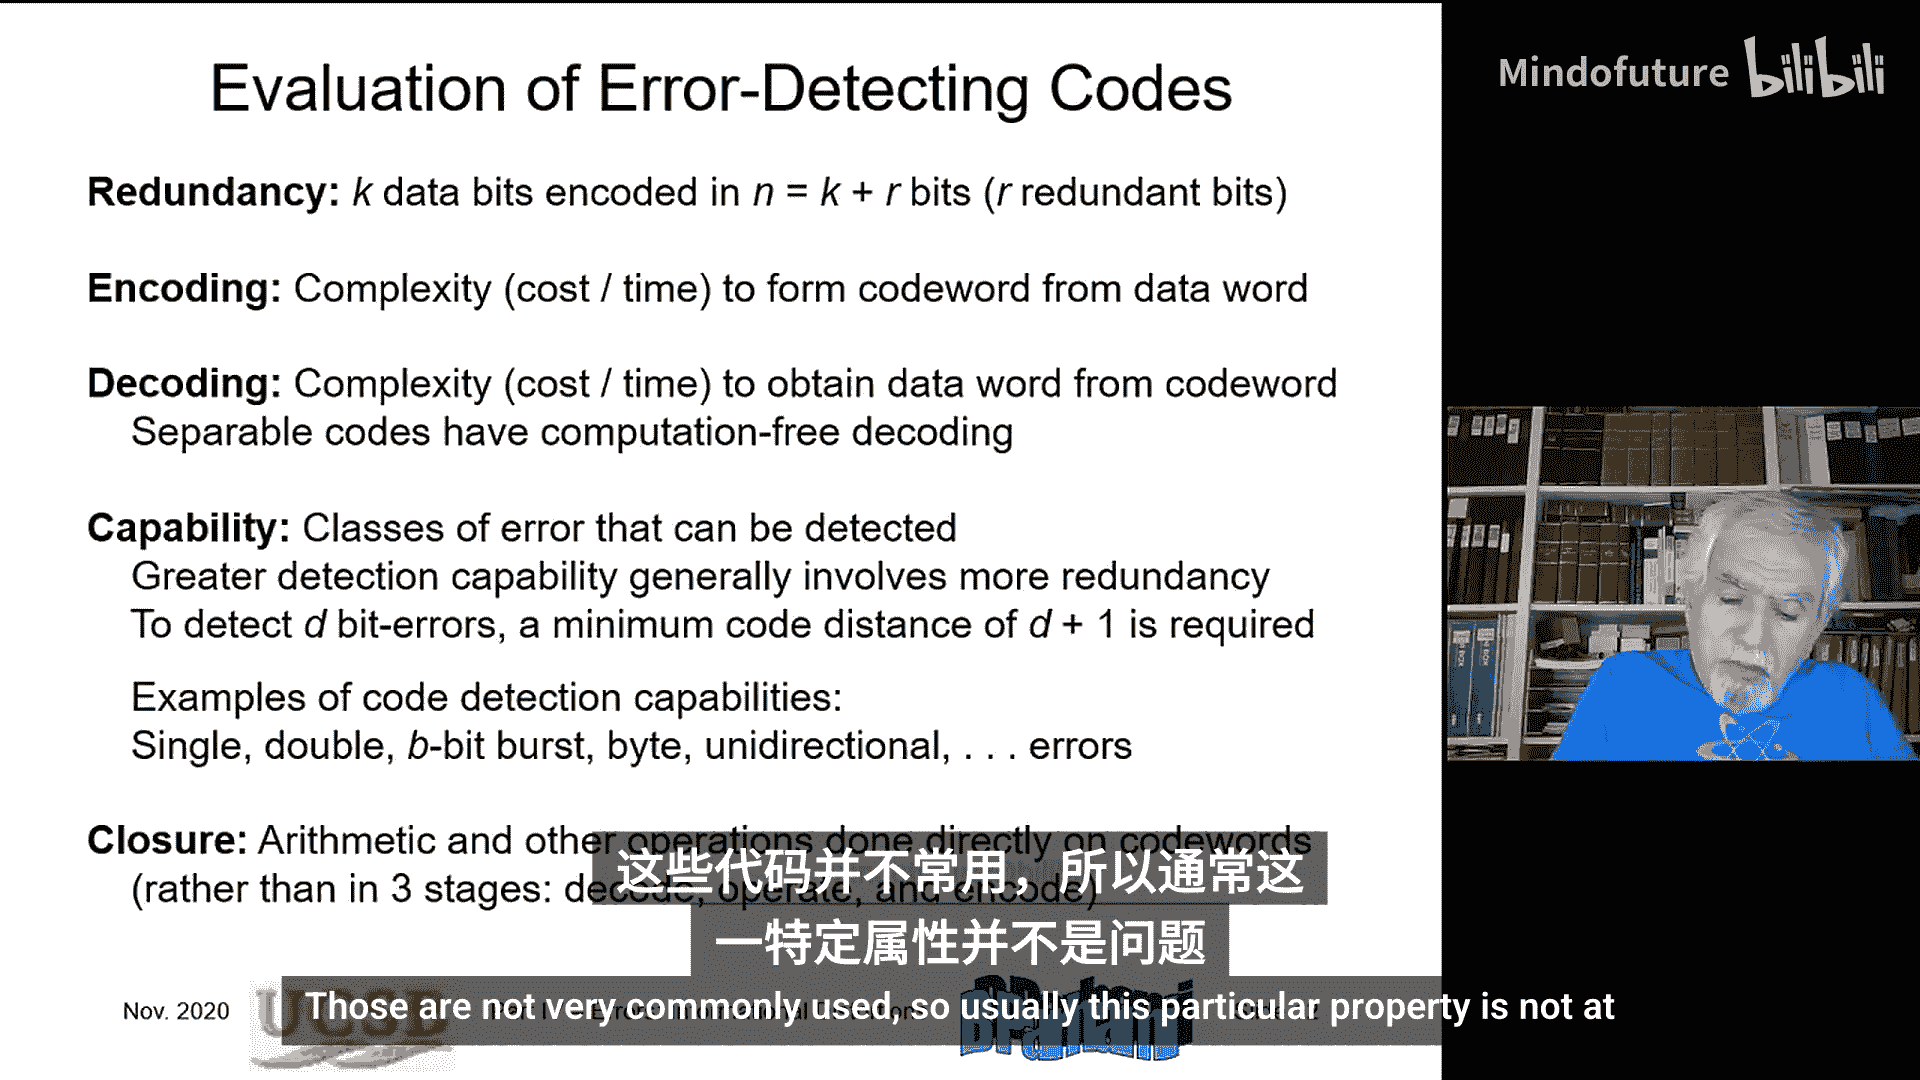 Evaluation of Error-Detecting Codes
Mindofuture bilibili
Redundancy: k data bits encoded in n = k + r bits (r redundant bits)
Encoding: Complexity (cost / time) to form codeword from data word
Decoding: Complexity (cost / time) to obtain data word from codeword
Separable codes have computation-free decoding
Capability: Classes of error that can be detected
Greater detection capability generally involves more redundancy
To detect d bit-errors, a minimum code distance of d + 1 is required
Examples of code detection capabilities:
Single, double, b-bit burst, byte, unidirectional, . . . errors
Closure: Arithmetic and other operations done directly on codewords
(rather than in 3 stages: decode, operate, and encode)
这些代码并不常用，所以通常这
一特定属性并不是问题
Nov. 2020
Those are not very commonly used, so usually this particular property is not at